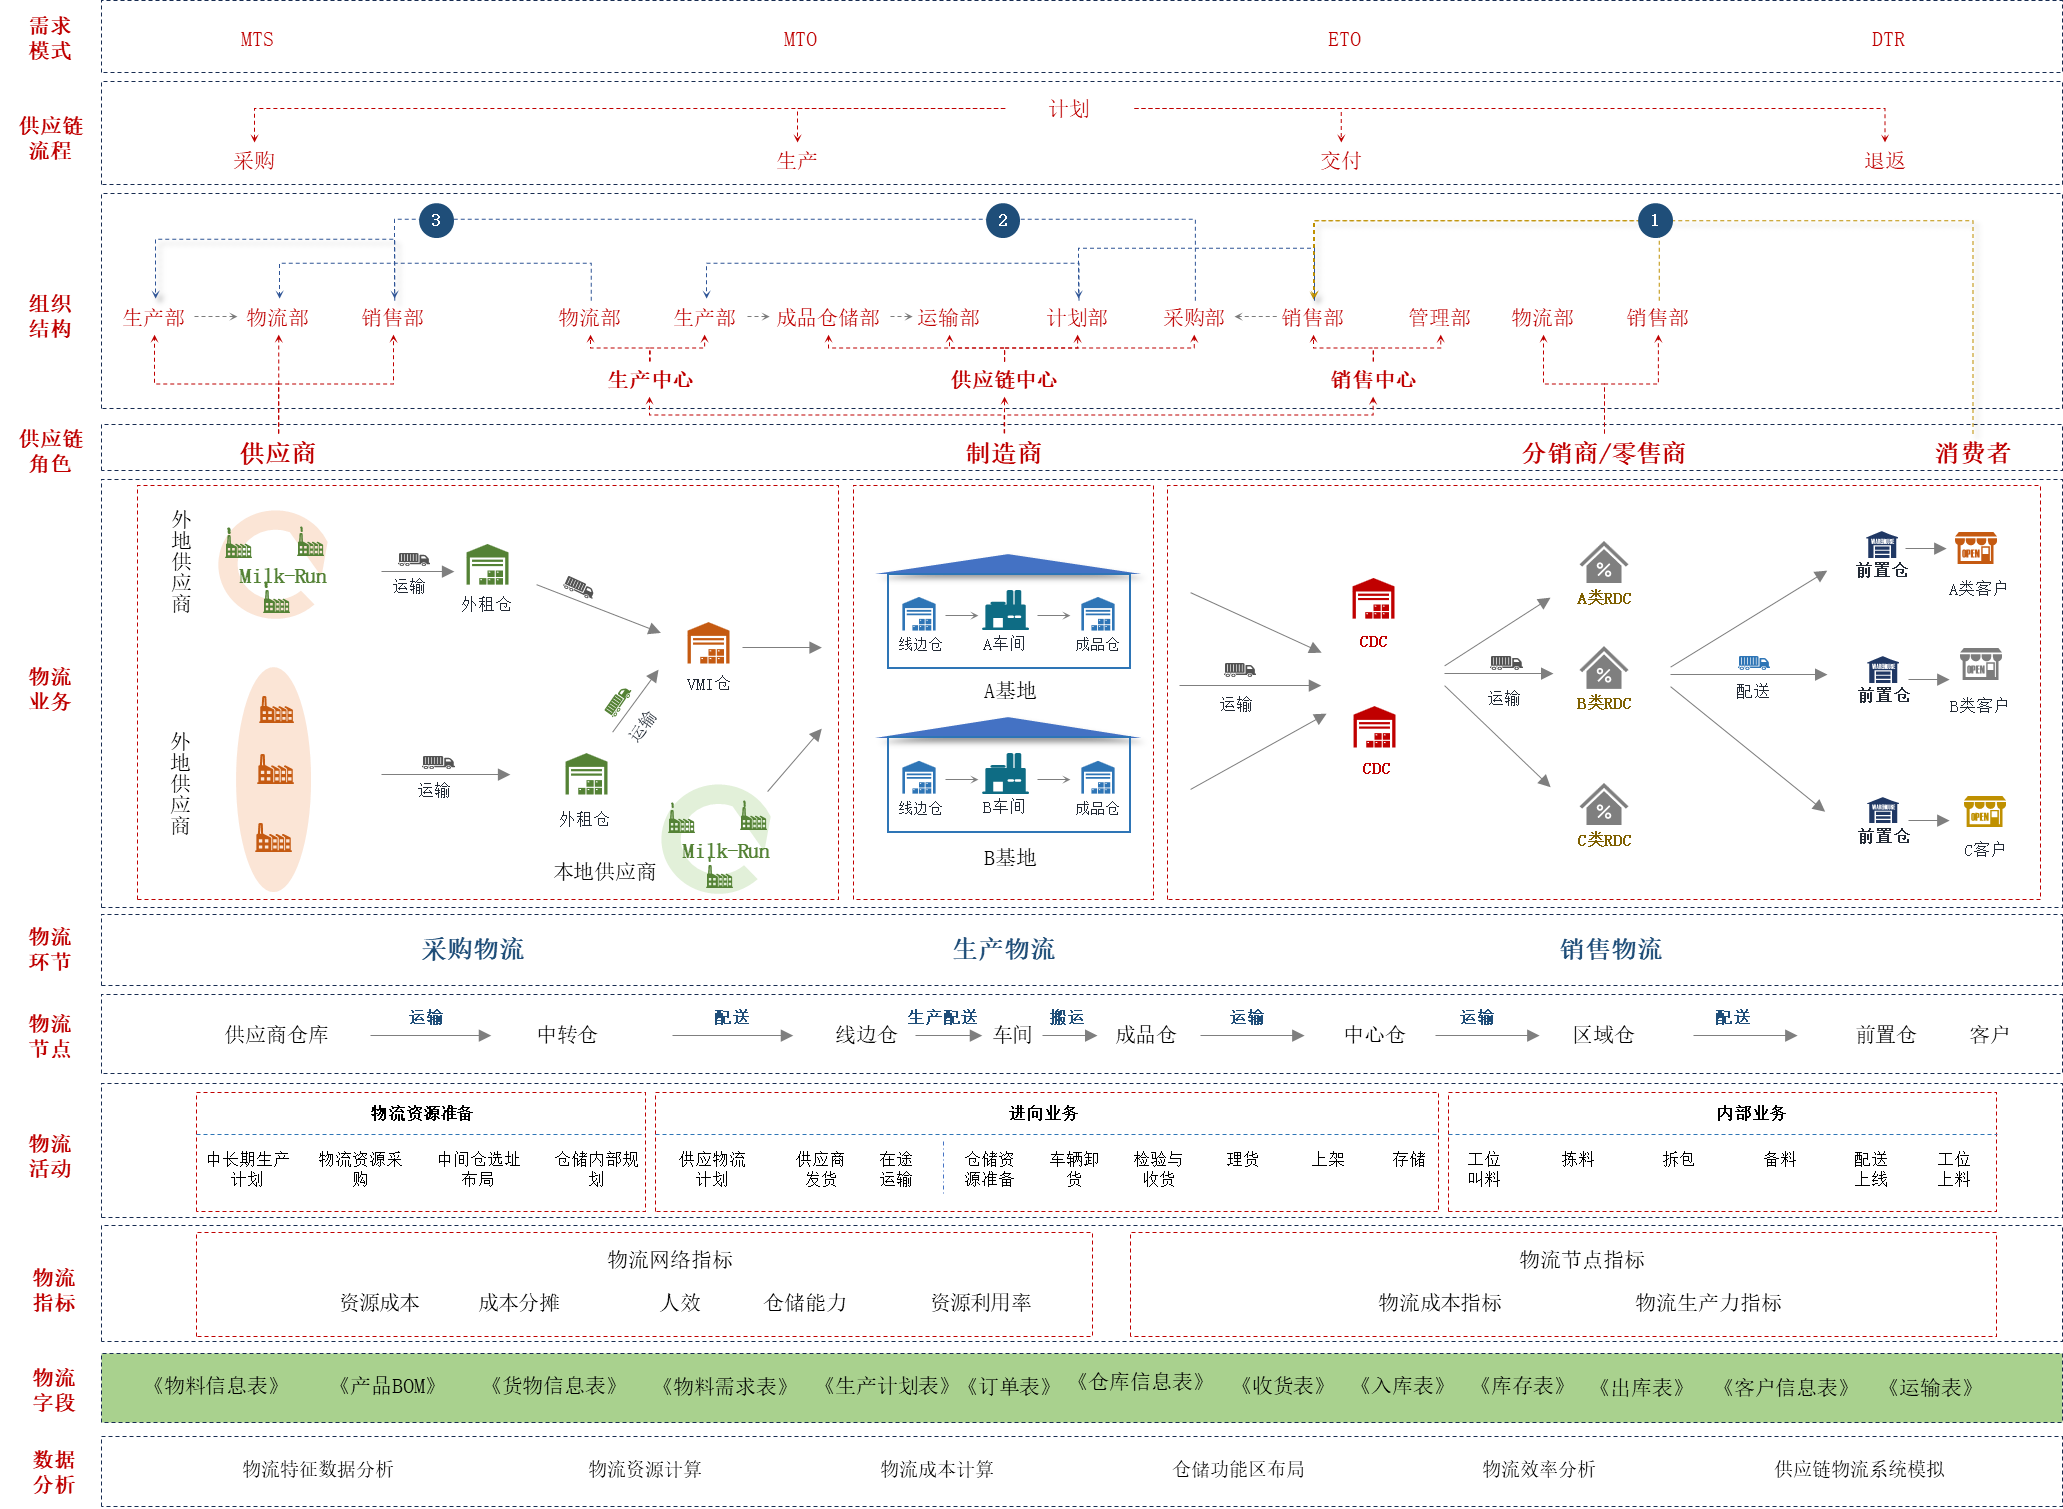 需求
模式
MTS
MTO
ETO
DTR
供应链
流程
计划
采购
生产
交付
退返
组织
结构
3
2
1
生产部
物流部
销售部
物流部
生产部
成品仓储部
运输部
计划部
采购部
销售部
管理部
物流部
销售部
生产中心
供应链中心
销售中心
供应链
角色
供应商
制造商
分销商/零售商
消费者
物流
业务
外地供应商
Milk-Run
运输
外租仓
VMI仓
运输
外地供应商
运输
外租仓
本地供应商
Milk-Run
线边仓
A车间
成品仓
A基地
线边仓
B车间
成品仓
B基地
运输
CDC
CDC
运输
A类RDC
B类RDC
C类RDC
配送
WAREHOUSE
前置仓
OPEN
A类客户
WAREHOUSE
前置仓
OPEN
B类客户
WAREHOUSE
前置仓
OPEN
C客户
物流
环节
采购物流
生产物流
销售物流
物流
节点
供应商仓库
运输
中转仓
配送
线边仓
生产配送
车间
搬运
成品仓
运输
中心仓
运输
区域仓
配送
前置仓
客户
物流
活动
物流资源准备
中长期生产
计划
物流资源采
购
中间仓选址
布局
仓储内部规
划
进向业务
供应物流
计划
供应商
发货
在途
运输
仓储资
源准备
车辆卸
货
检验与
收货
理货
上架
存储
内部业务
工位
叫料
拣料
拆包
备料
配送
上线
工位
上料
物流
指标
物流网络指标
资源成本
成本分摊
人效
仓储能力
资源利用率
物流节点指标
物流成本指标
物流生产力指标
物流
字段
《物料信息表》
《产品BOM》
《货物信息表》
《物料需求表》
《生产计划表》
《订单表》
《仓库信息表》
《收货表》
《入库表》
《库存表》
《出库表》
《客户信息表》
《运输表》
数据
分析
物流特征数据分析
物流资源计算
物流成本计算
仓储功能区布局
物流效率分析
供应链物流系统模拟